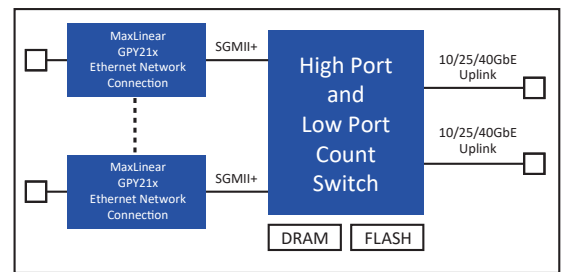 MaxLinear
GPY21x
Ethernet Network
Connection
SGMII+
High Port
and
Low Port
Count
Switch
10/25/40GbE
Uplink
10/25/40GbE
Uplink
MaxLinear
GPY21x
Ethernet Network
Connection
SGMII+
DRAM
FLASH